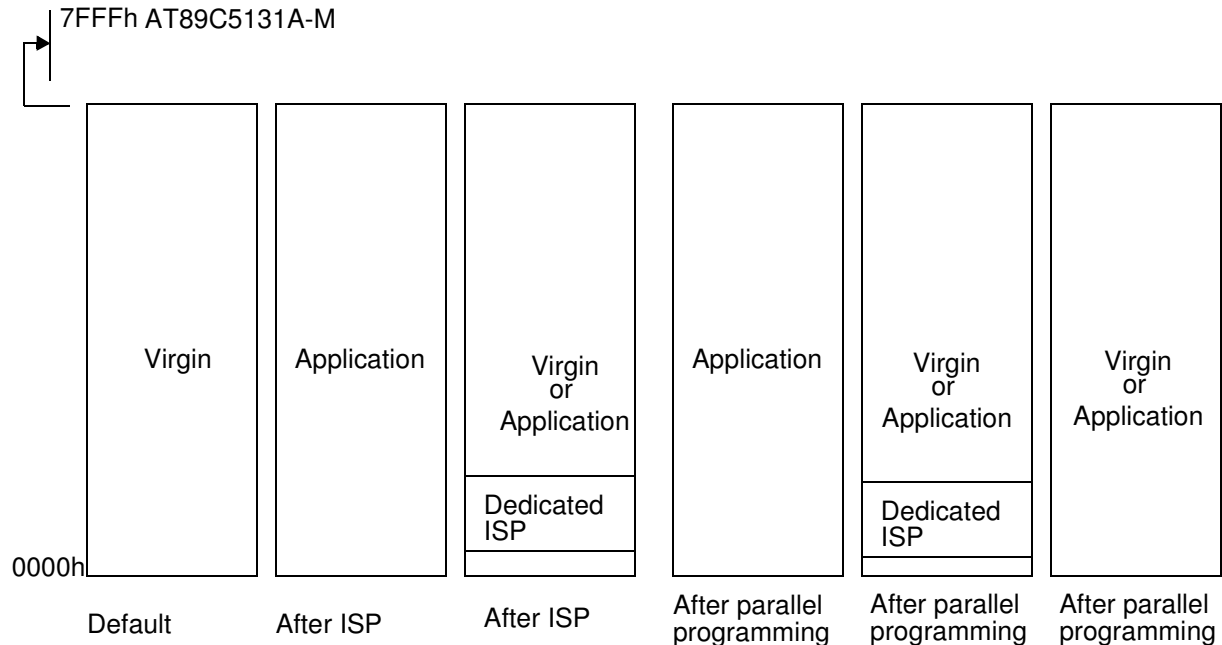 7FFFh AT89C5131A-M
Virgin
Application
Virgin
or
Application
Application
Virgin
or
Application
Virgin
or
Application
Dedicated
ISP
Dedicated
ISP
0000h
Default
After ISP
After ISP
After parallel
programming
After parallel
programming
After parallel
programming